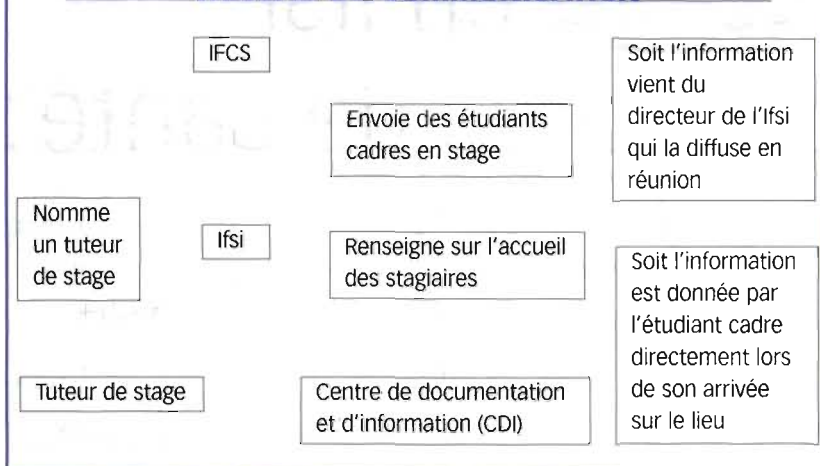 IFCS
Envoie des étudiants
cadres en stage
Soit l'information
vient du
directeur de l'Ifsi
qui la diffuse en
réunion
Nomme
un tuteur
de stage
Ifsi
Renseigne sur l'accueil
des stagiaires
Soit l'information
est donnée par
l'étudiant cadre
directement lors
de son arrivée
sur le lieu
Tuteur de stage
Centre de documentation
et d'information (CDI)